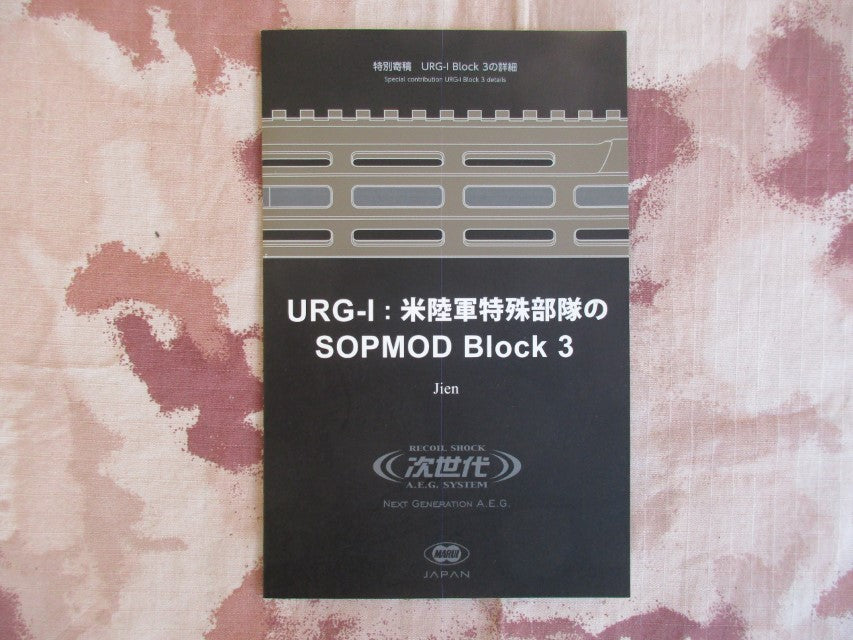 特別寄稿 URG-I Block 3の詳細
Special contribution URG-I Block 3 details
URG-I : 米陸軍特殊部隊の
SOPMOD Block 3
Jien
RECOIL SHOCK
次世代
A.E.G. SYSTEM
NEXT GENERATION A.E.G.
MARUI
JAPAN